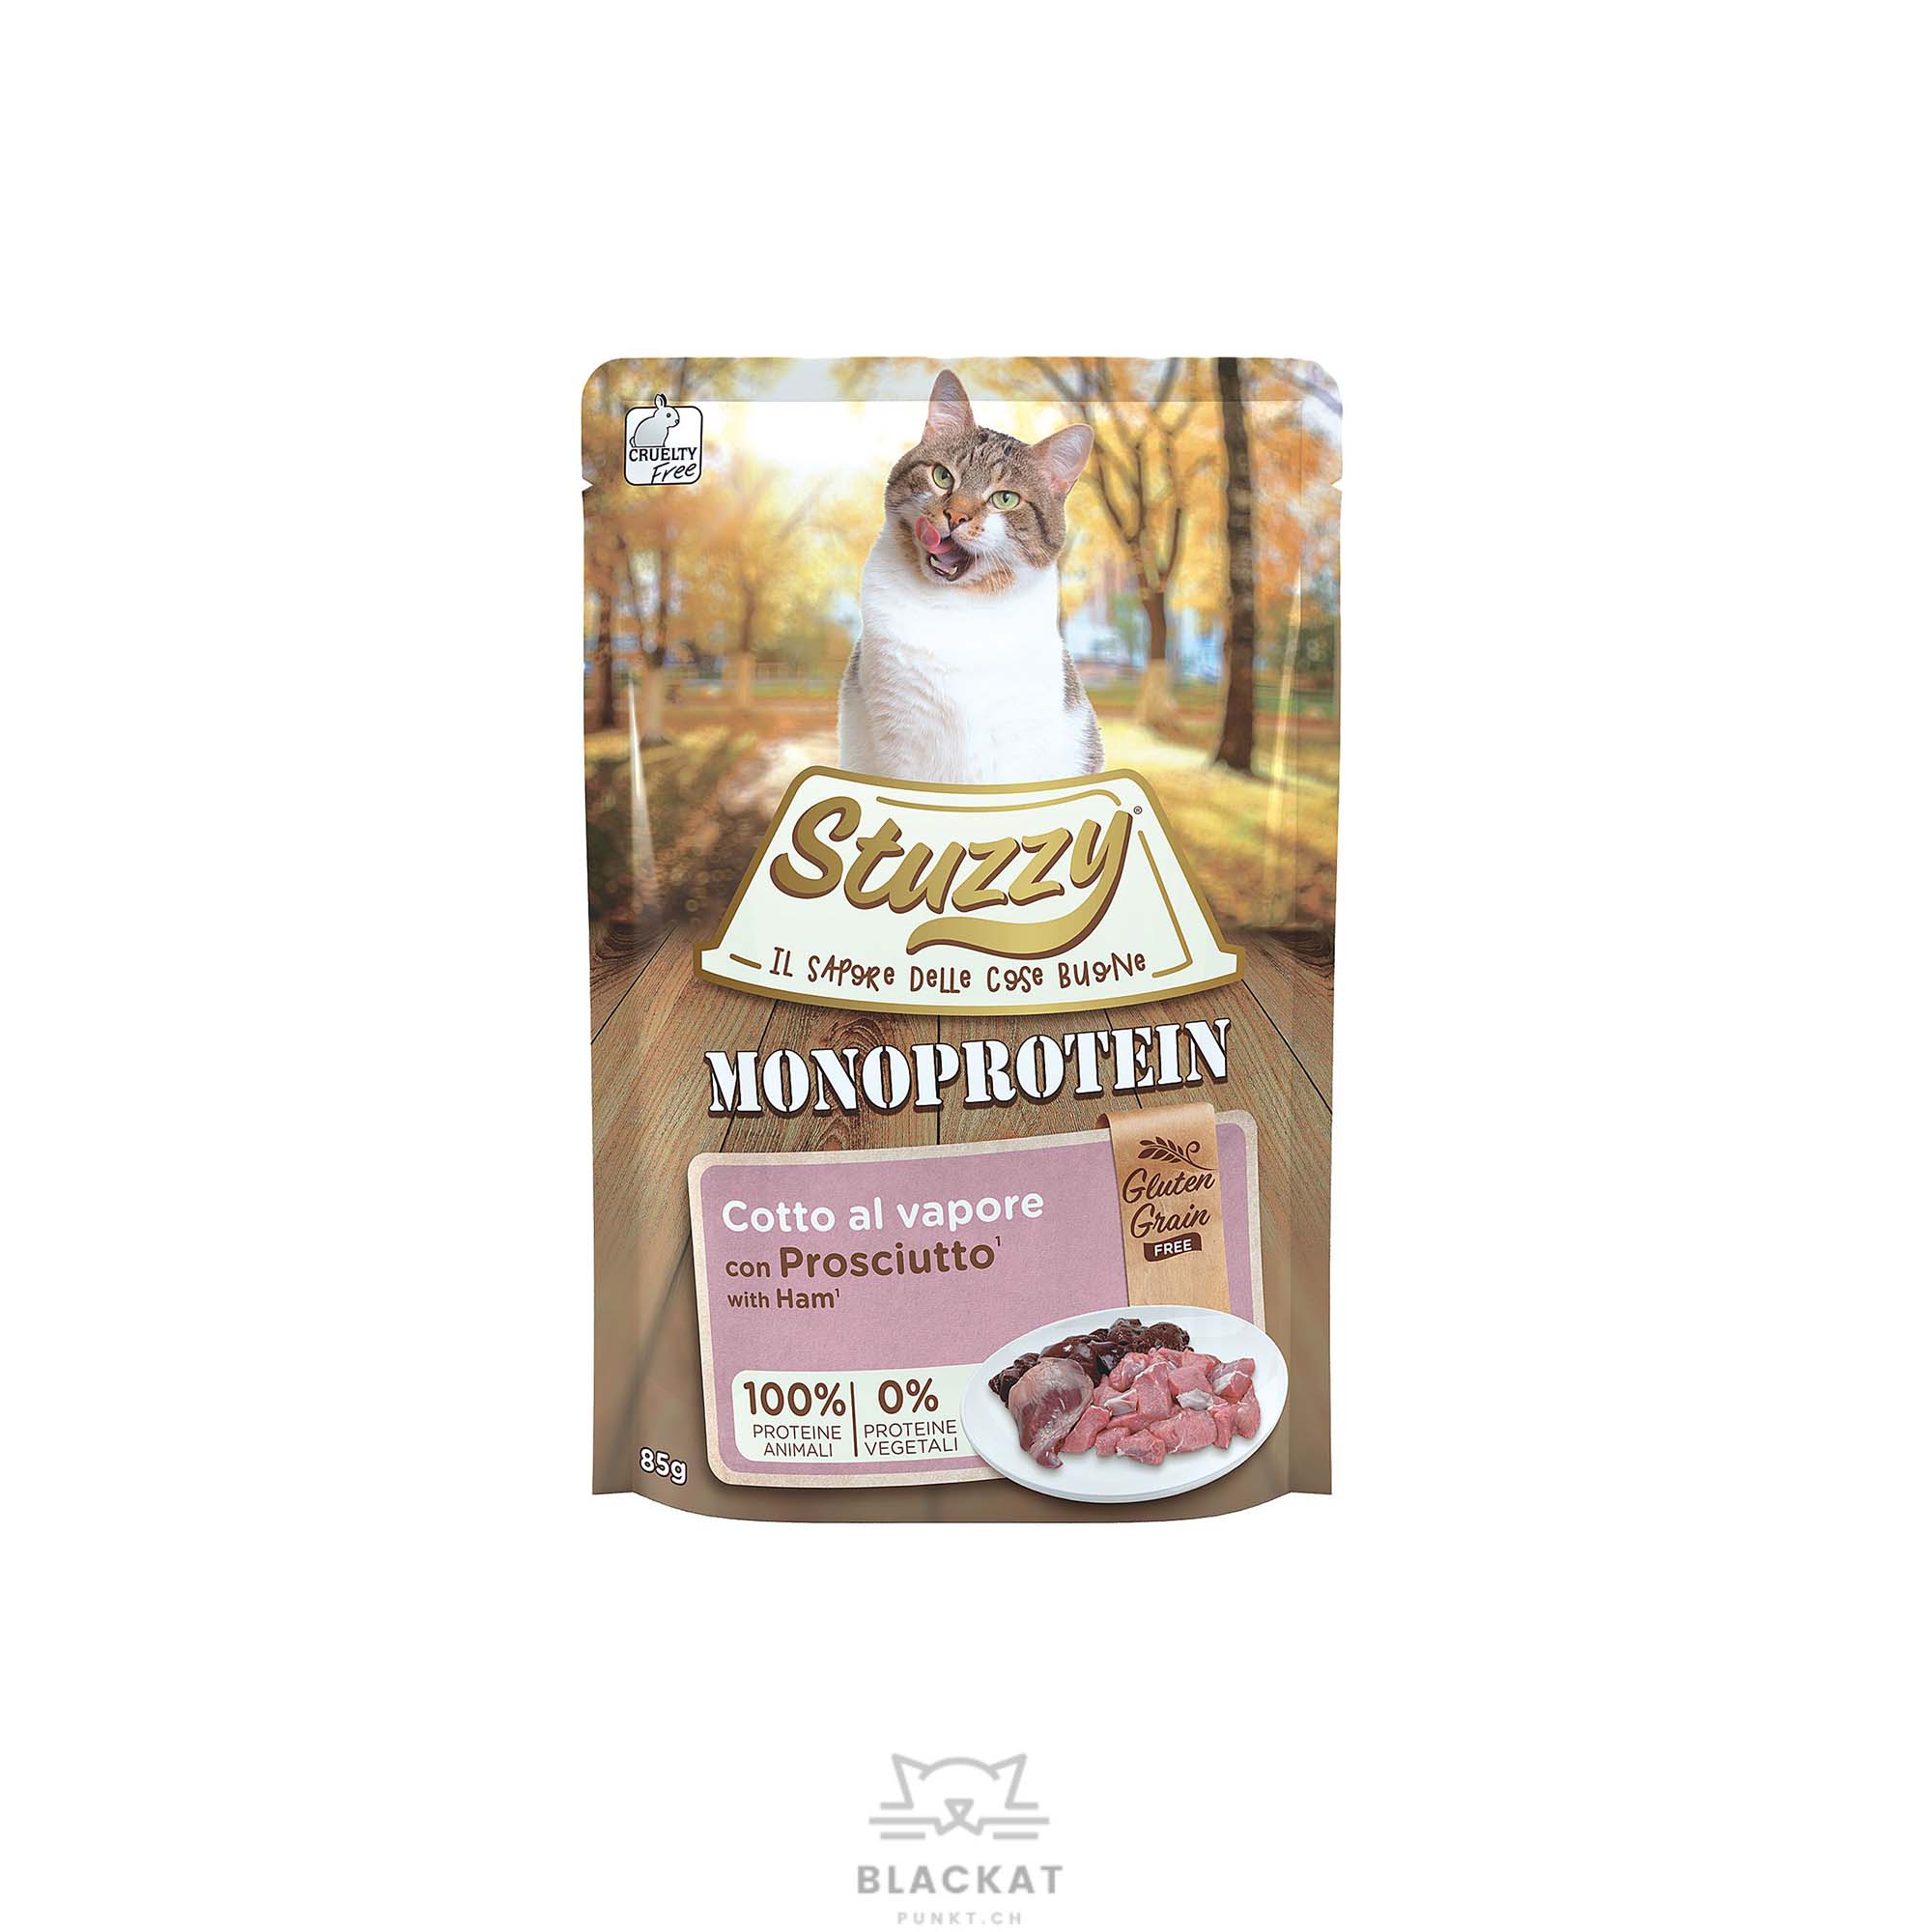 CRUELTY
Free
Stuzzy®
IL SAPORE DELLE COSE BUONE
MONOPROTEIN
Gluten
Grain
FREE
Cotto al vapore
con Prosciutto¹
with Ham¹
100% PROTEINE ANIMALI
0% PROTEINE VEGETALI
85g
BLACKAT
PUNKT.CH